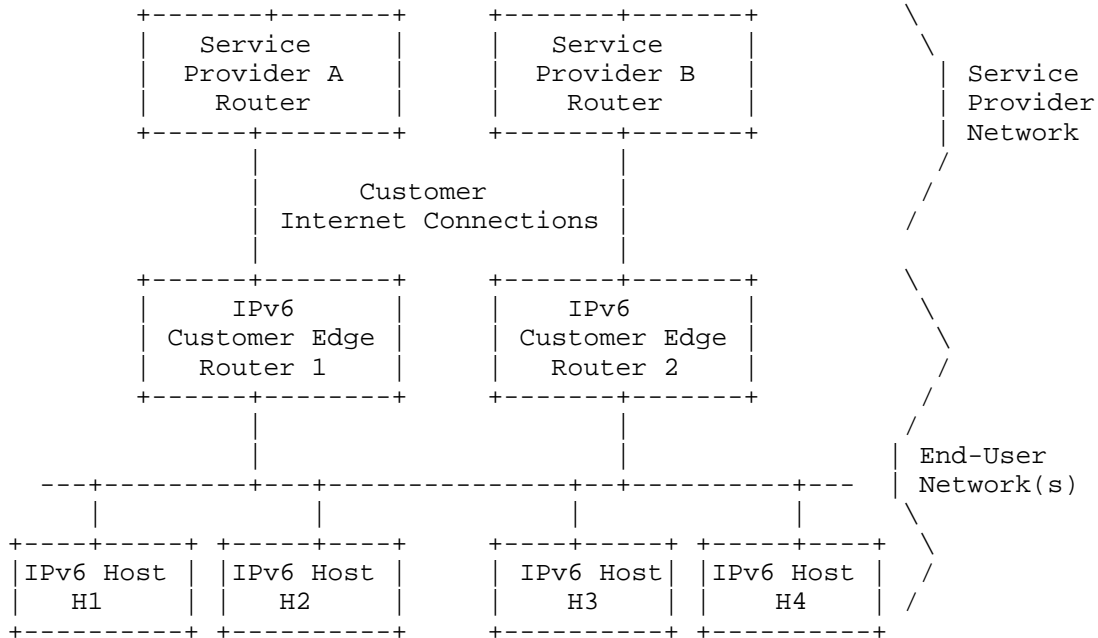 Service
Provider A
Router
Service
Provider B
Router
Service
Provider
Network
Customer
Internet Connections
IPv6
Customer Edge
Router 1
IPv6
Customer Edge
Router 2
End-User
Network(s)
IPv6 Host
H1
IPv6 Host
H2
IPv6 Host
H3
IPv6 Host
H4